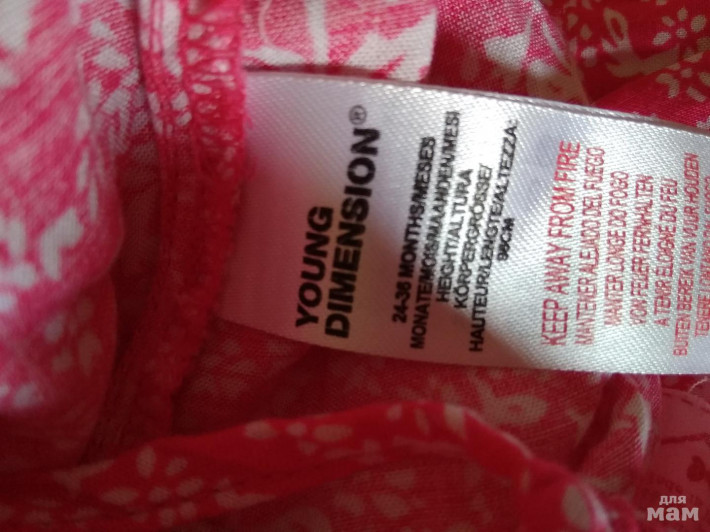 YOUNG
DIMENSION®
24-36 MONTHS/MESES
MONATE/MOIS/MAANDEN/MESI
HEIGHT/ALTURA
KÖRPERGRÖSSE/
HAUTEUR/LENGTE/ALTEZZA:
98CM
KEEP AWAY FROM FIRE
MANTENER ALEJADO DEL FUEGO
MANTER LONGE DO FOGO
VON FEUER FERNHALTEN
A TENIR ELOIGNE DU FEU
BUITEN BEREIK VAN VUUR HOUDEN
для
мам